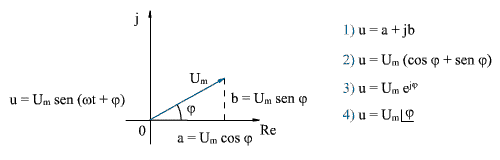 j
1) u = a + jb
2) u = Um (cos φ + sen φ)
Um
3) u = Um ejφ
u = Um sen (ωt + φ)
b = Um sen φ
φ
4) u = Um|φ
0
Re
a = Um cos φ